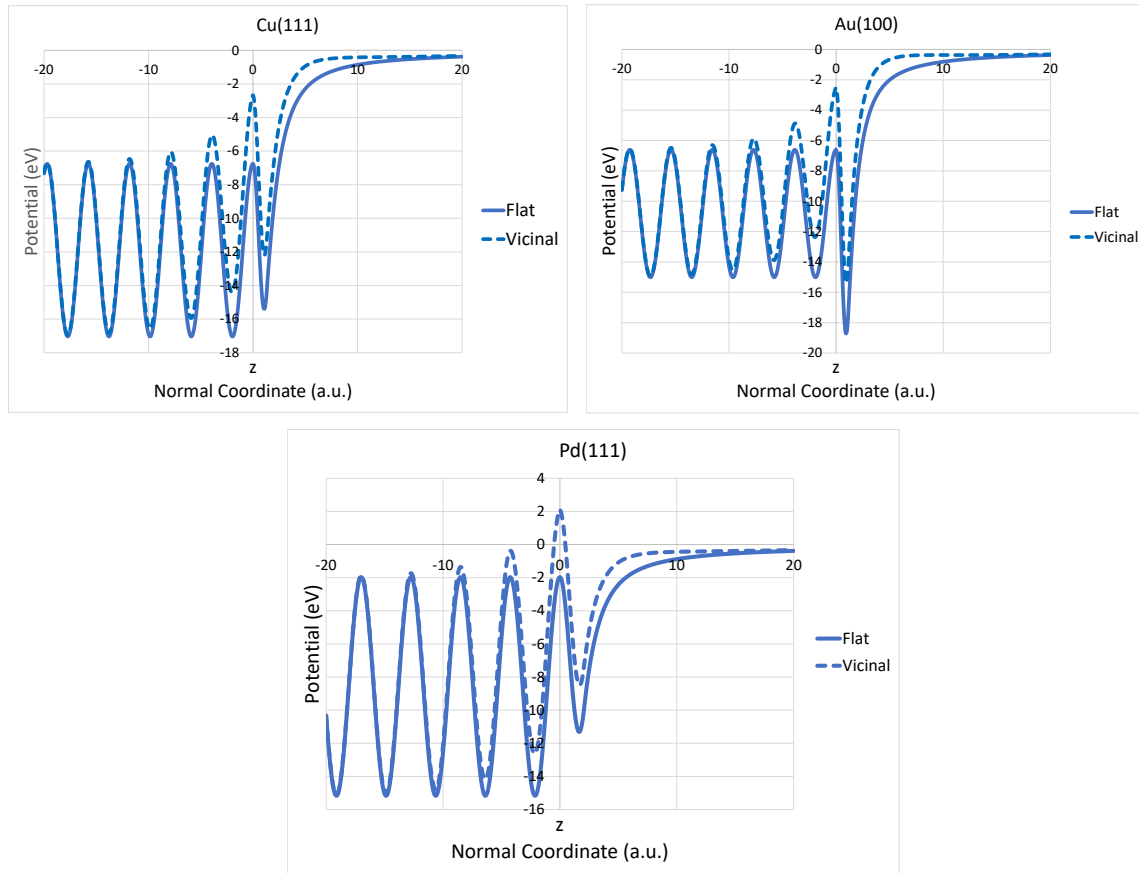 Cu(111)
0
-20 -10 0 10 20
-2
-4
-6
-8
-10
-12
-14
-16
-18
Potential (eV)
Flat
Vicinal
z
Normal Coordinate (a.u.)
Au(100)
0
-20 -10 0 10 20
-2
-4
-6
-8
-10
-12
-14
-16
-18
-20
Potential (eV)
Flat
Vicinal
z
Normal Coordinate (a.u.)
Pd(111)
4
2
0
-20 -10 0 10 20
-2
-4
-6
-8
-10
-12
-14
-16
Potential (eV)
Flat
Vicinal
z
Normal Coordinate (a.u.)